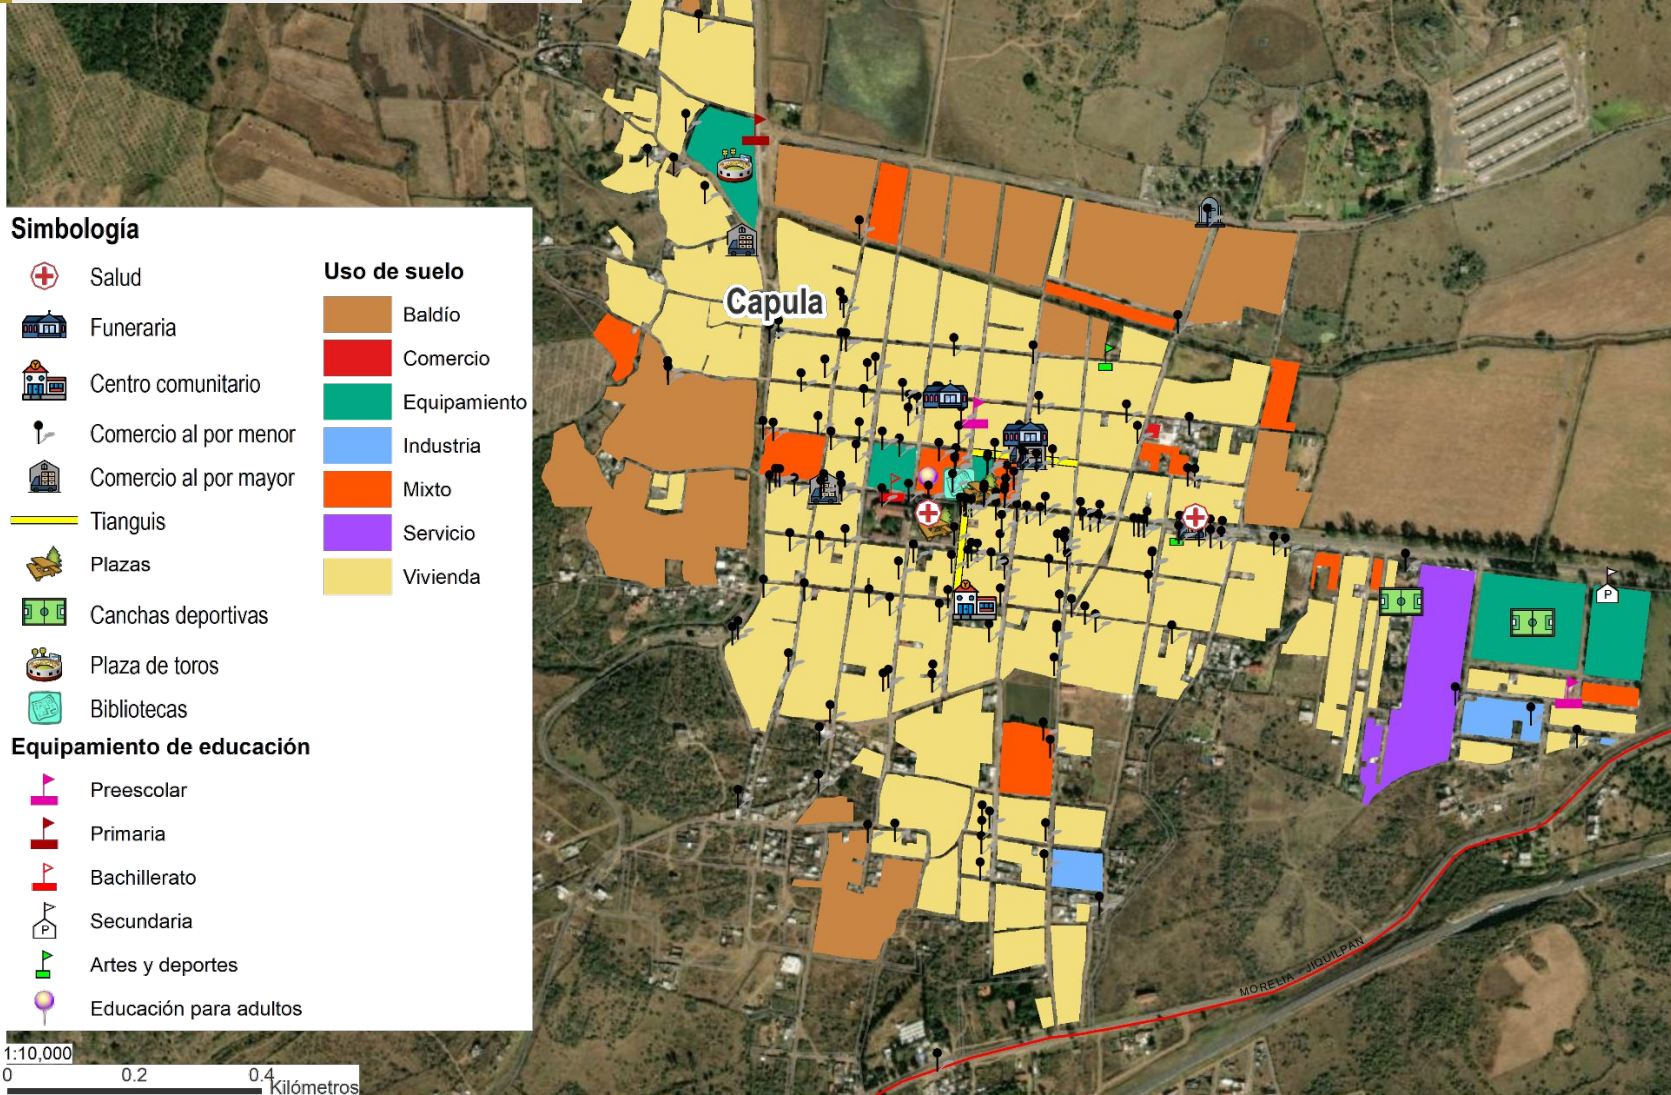 Simbología
Salud
Funeraria
Centro comunitario
Comercio al por menor
Comercio al por mayor
Tianguis
Plazas
Canchas deportivas
Plaza de toros
Bibliotecas
Equipamiento de educación
Preescolar
Primaria
Bachillerato
P
Secundaria
Artes y deportes
Educación para adultos
Uso de suelo
Baldío
Comercio
Equipamiento
Industria
Mixto
Servicio
Vivienda
Capula
P
MORELIA - JIQUILPAN
1:10,000
0 0.2 0.4
Kilómetros